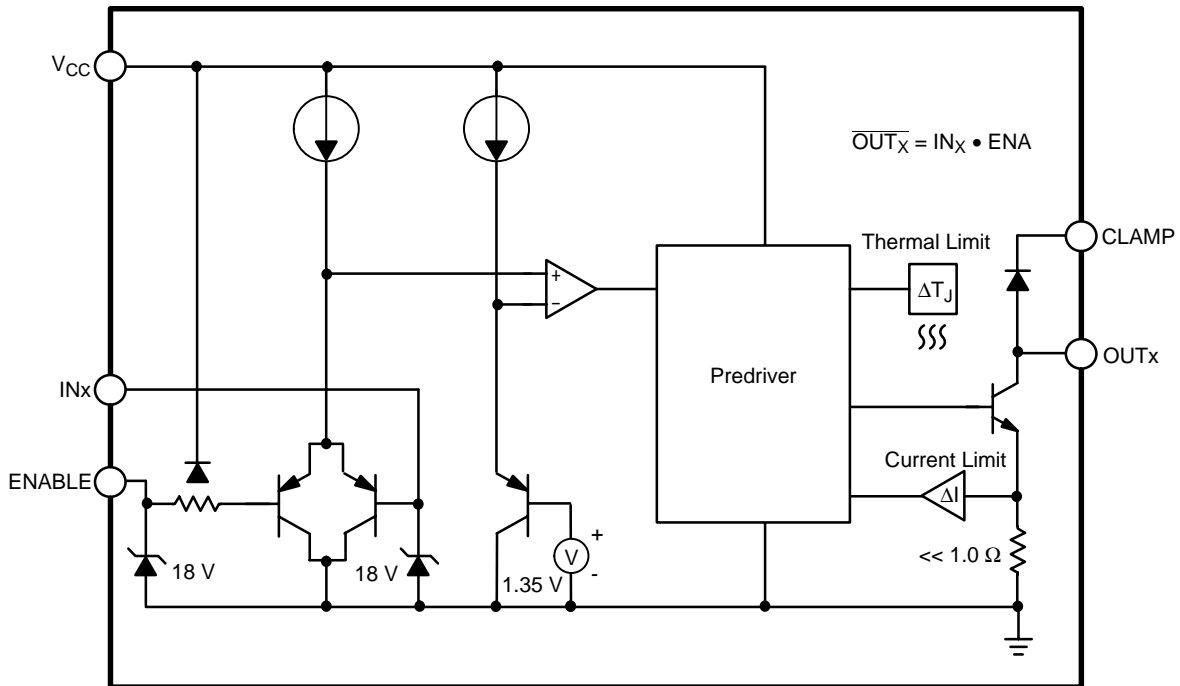 V_CC
OUT_X̅ = IN_X • ENA
CLAMP
Thermal Limit
+
ΔT_J
−
OUTx
Predriver
INx
ENABLE
Current Limit
ΔI
+
V
-
18 V
18 V
1.35 V
<< 1.0 Ω